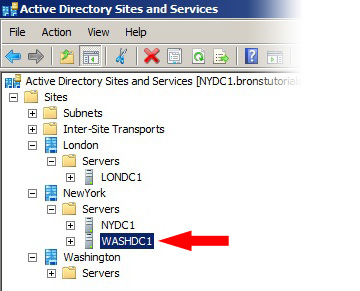 Active Directory Sites and Services
File Action View Help
Active Directory Sites and Services [NYDC1.bronstutorial
Sites
Subnets
Inter-Site Transports
London
Servers
LONDC1
NewYork
Servers
NYDC1
WASHDC1
Washington
Servers